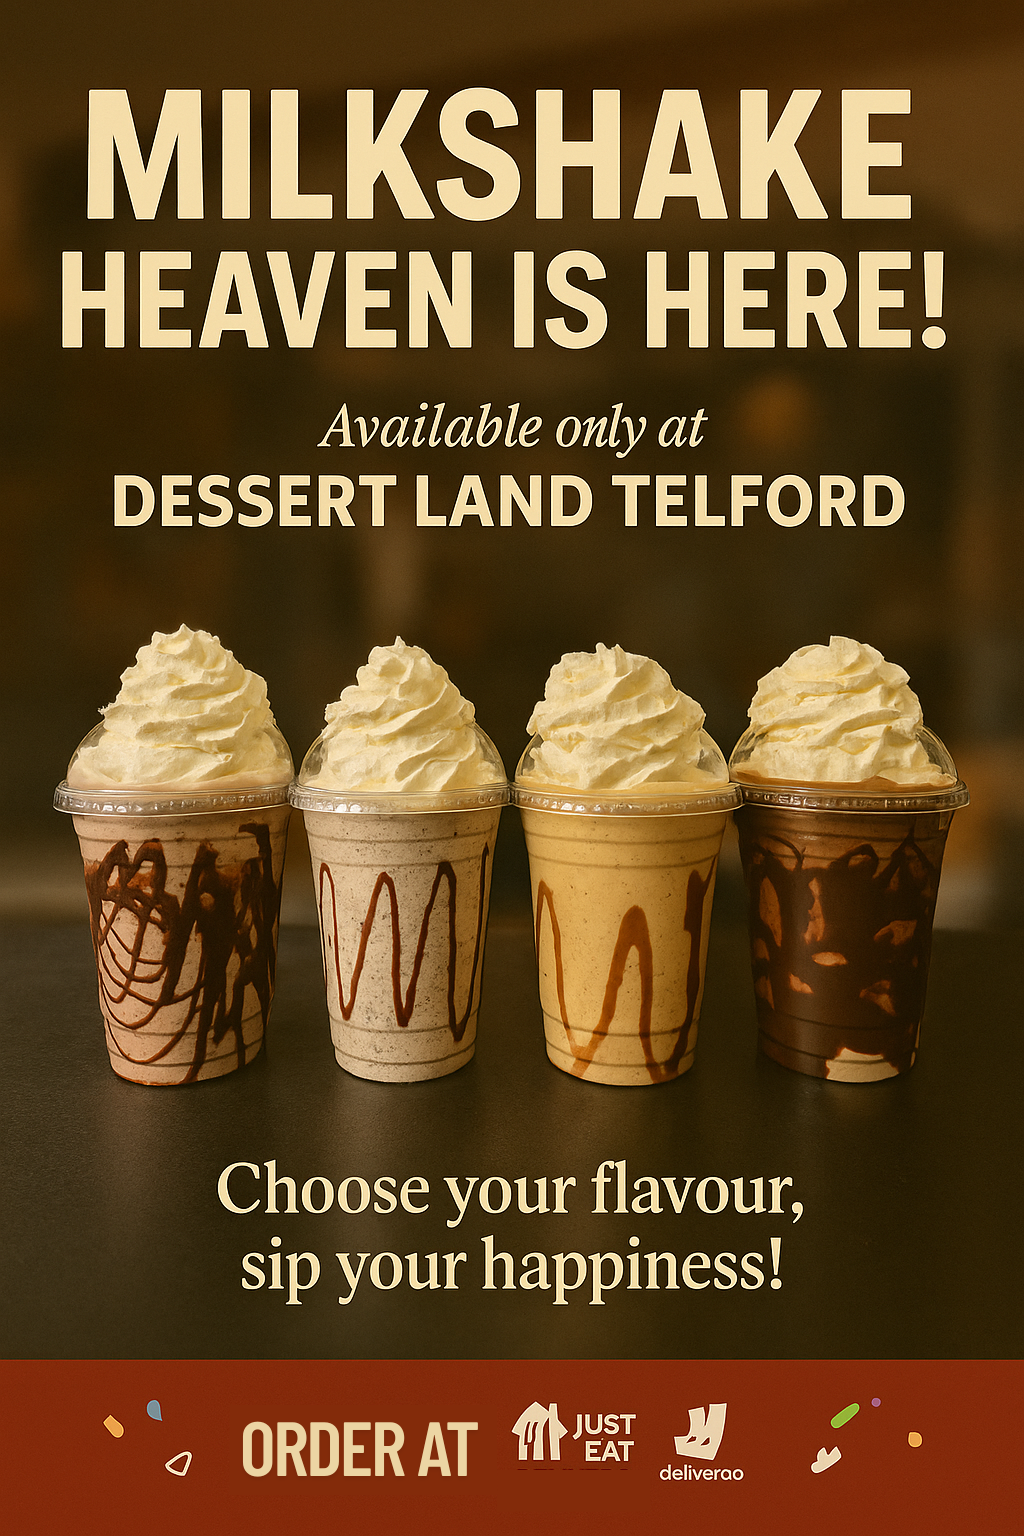 MILKSHAKE
HEAVEN IS HERE!
Available only at
DESSERT LAND TELFORD
Choose your flavour,
sip your happiness!
ORDER AT
JUST
EAT
deliverao